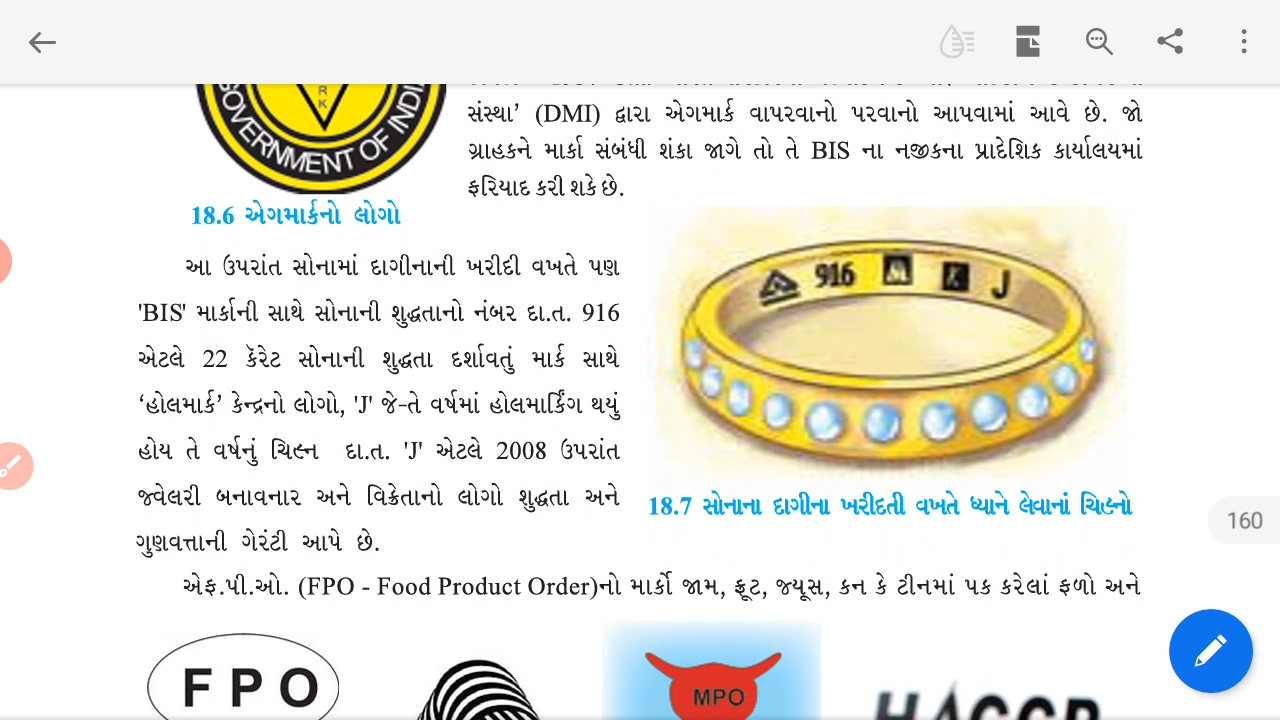 GOVERNMENT OF INDI
RK
સંસ્થા’ (DMI) દ્વારા એગમાર્ક વાપરવાનો પરવાનો આપવામાં આવે છે. જો
ગ્રાહકને માર્કા સંબંધી શંકા જાગે તો તે BIS ના નજીકના પ્રાદેશિક કાર્યાલયમાં
ફરિયાદ કરી શકે છે.
18.6 એગમાર્કનો લોગો
આ ઉપરાંત સોનામાં દાગીનાની ખરીદી વખતે પણ
'BIS' માર્કાની સાથે સોનાની શુદ્ધતાનો નંબર દા.ત. 916
એટલે 22 કૅરેટ સોનાની શુદ્ધતા દર્શાવતું માર્ક સાથે
‘હોલમાર્ક’ કેન્દ્રનો લોગો, 'J' જે-તે વર્ષમાં હોલમાર્કિંગ થયું
હોય તે વર્ષનું ચિહ્ન દા.ત. 'J' એટલે 2008 ઉપરાંત
જ્વેલરી બનાવનાર અને વિક્રેતાનો લોગો શુદ્ધતા અને
ગુણવત્તાની ગેરંટી આપે છે.
916 J
18.7 સોનાના દાગીના ખરીદતી વખતે ધ્યાને લેવાનાં ચિહ્નો
160
એફ.પી.ઓ. (FPO - Food Product Order)નો માર્કો જામ, ફ્રૂટ, જ્યૂસ, કન કે ટીનમાં પક કરેલાં ફળો અને
FPO
MPO
HACCP